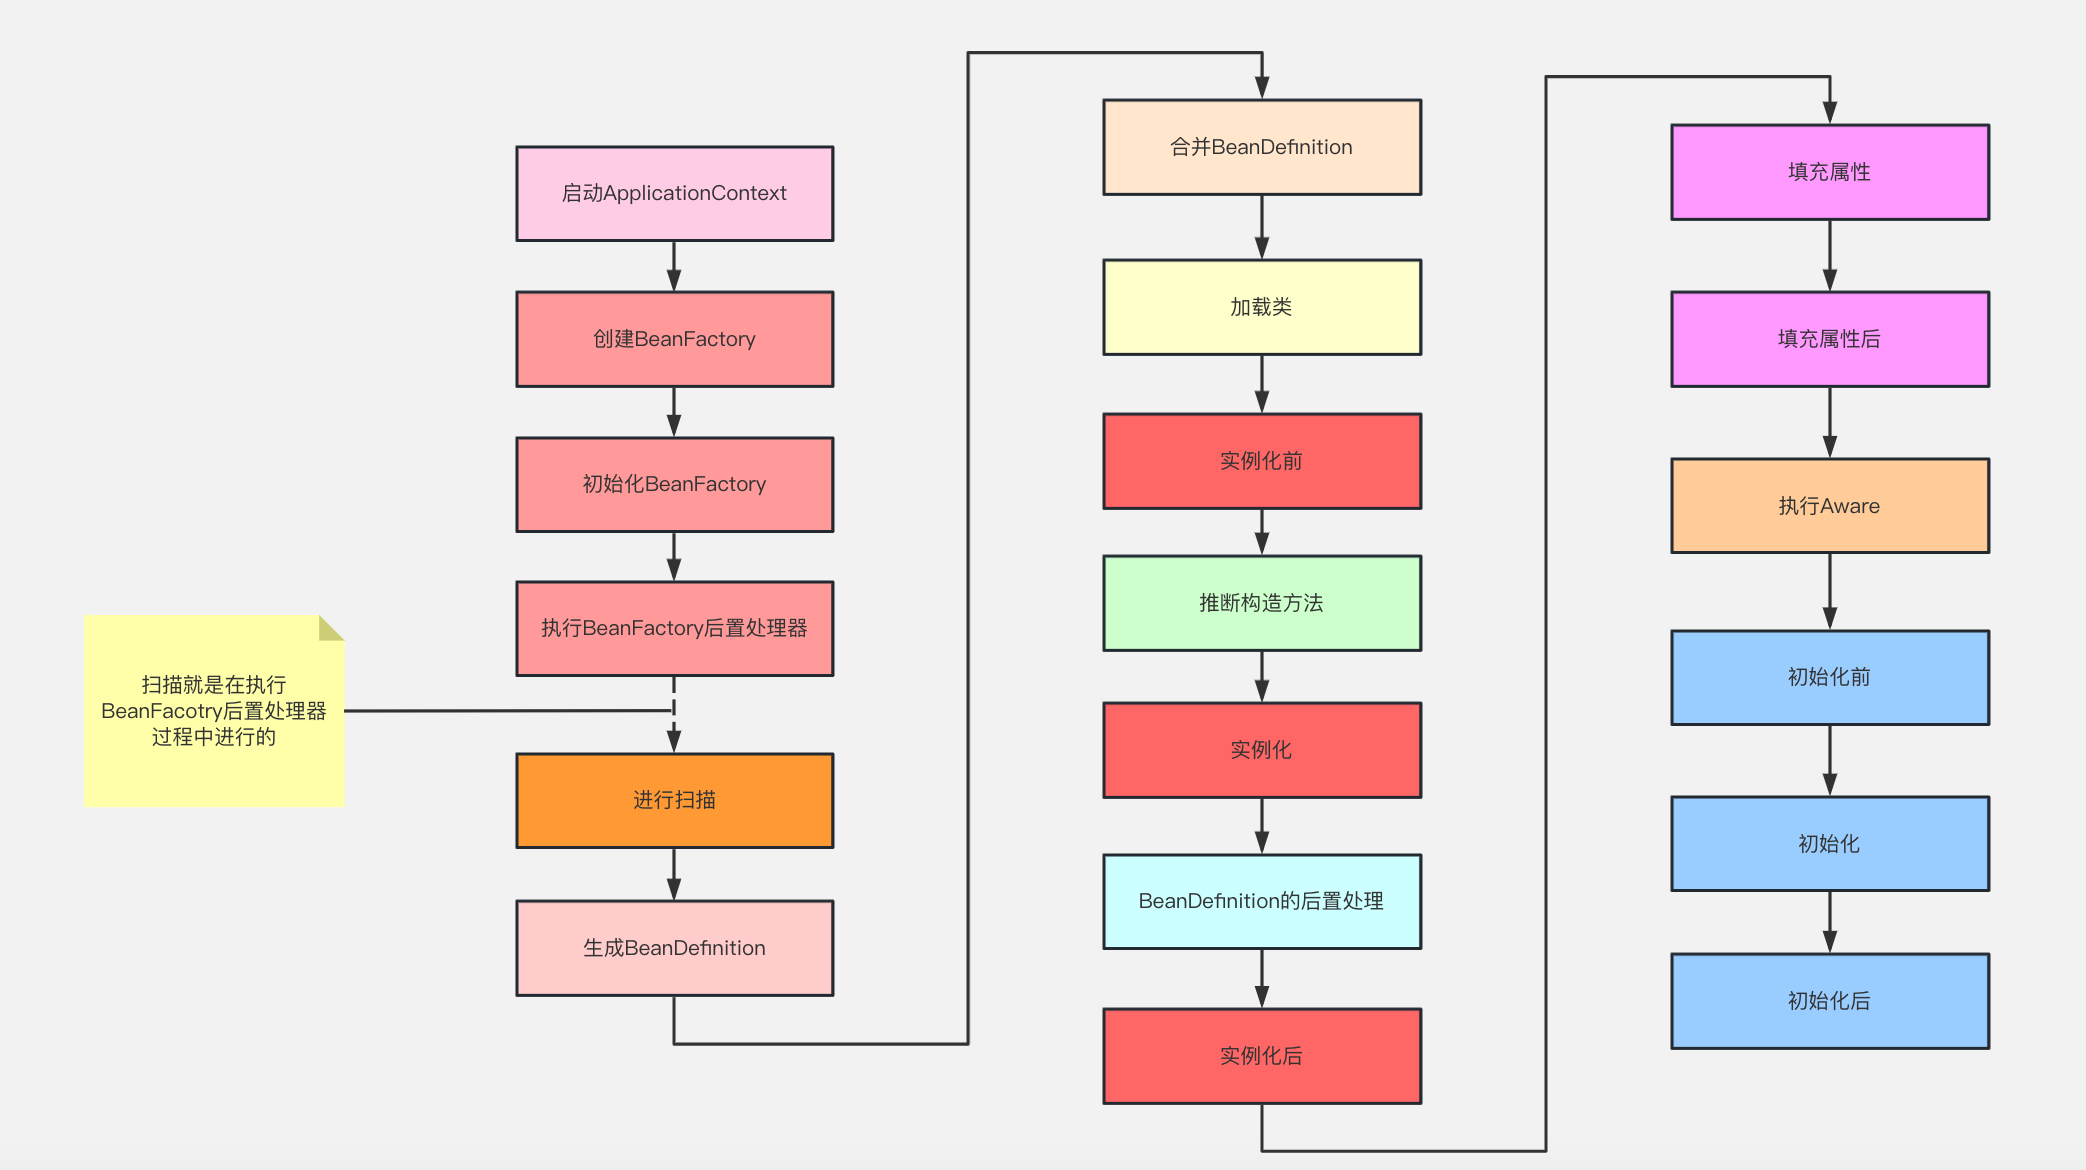 启动ApplicationContext
创建BeanFactory
初始化BeanFactory
执行BeanFactory后置处理器
扫描就是在执行
BeanFacotry后置处理器
过程中进行的
进行扫描
生成BeanDefinition
合并BeanDefinition
加载类
实例化前
推断构造方法
实例化
BeanDefinition的后置处理
实例化后
填充属性
填充属性后
执行Aware
初始化前
初始化
初始化后